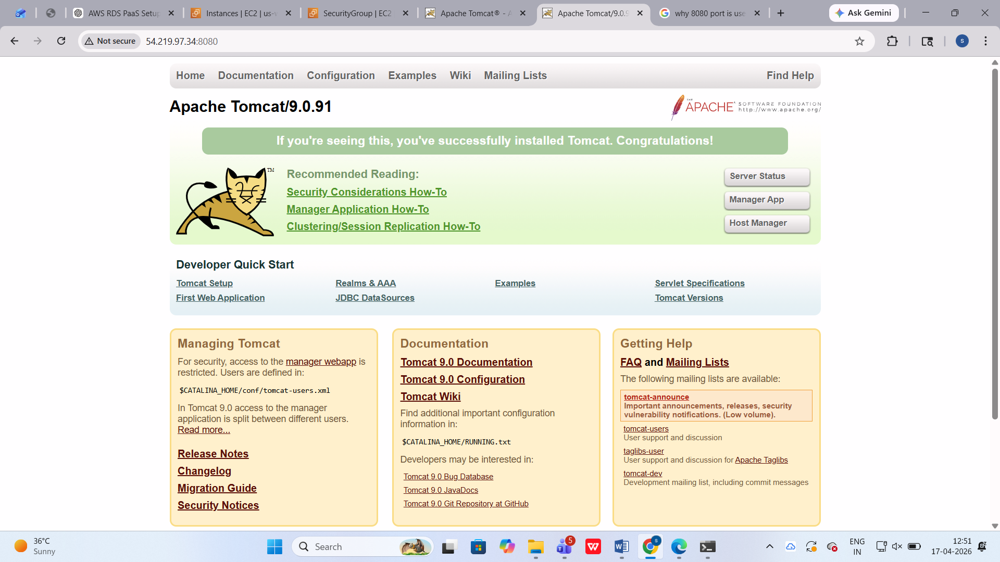 AWS RDS PaaS Setup
Instances | EC2 | us-w
SecurityGroup | EC2
Apache Tomcat® - A
Apache Tomcat/9.0.9
why 8080 port is use
Ask Gemini
Not secure
54.219.97.34:8080
S
Home
Documentation
Configuration
Examples
Wiki
Mailing Lists
Find Help
Apache Tomcat/9.0.91
THE
APACHE
SOFTWARE FOUNDATION
http://www.apache.org/
If you're seeing this, you've successfully installed Tomcat. Congratulations!
TM
Recommended Reading:
Security Considerations How-To
Manager Application How-To
Clustering/Session Replication How-To
Server Status
Manager App
Host Manager
Developer Quick Start
Tomcat Setup
Realms & AAA
Examples
Servlet Specifications
First Web Application
JDBC DataSources
Tomcat Versions
Managing Tomcat
For security, access to the manager webapp is
restricted. Users are defined in:
$CATALINA_HOME/conf/tomcat-users.xml
In Tomcat 9.0 access to the manager
application is split between different users.
Read more...
Release Notes
Changelog
Migration Guide
Security Notices
Documentation
Tomcat 9.0 Documentation
Tomcat 9.0 Configuration
Tomcat Wiki
Find additional important configuration
information in:
$CATALINA_HOME/RUNNING.txt
Developers may be interested in:
Tomcat 9.0 Bug Database
Tomcat 9.0 JavaDocs
Tomcat 9.0 Git Repository at GitHub
Getting Help
FAQ and Mailing Lists
The following mailing lists are available:
tomcat-announce
Important announcements, releases, security
vulnerability notifications. (Low volume).
tomcat-users
User support and discussion
taglibs-user
User support and discussion for Apache Taglibs
tomcat-dev
Development mailing list, including commit messages
36°C
Sunny
Search
5
S
ENG
IN
12:51
17-04-2026